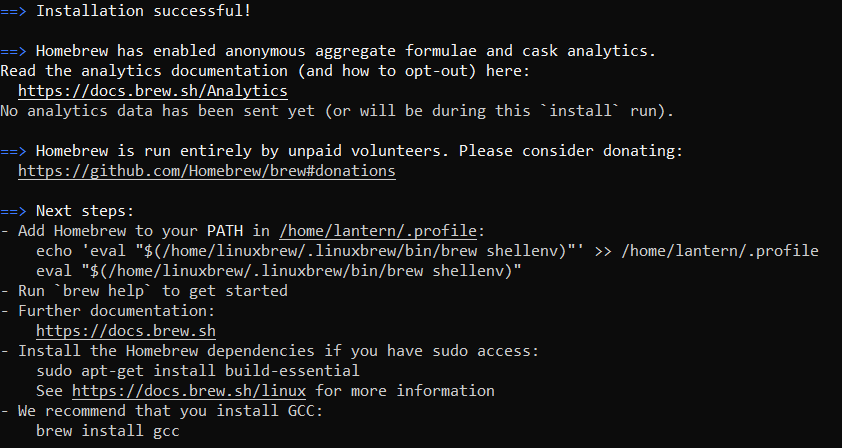 ==> Installation successful!

==> Homebrew has enabled anonymous aggregate formulae and cask analytics.
Read the analytics documentation (and how to opt-out) here:
  https://docs.brew.sh/Analytics
No analytics data has been sent yet (or will be during this `install` run).

==> Homebrew is run entirely by unpaid volunteers. Please consider donating:
  https://github.com/Homebrew/brew#donations

==> Next steps:
- Add Homebrew to your PATH in /home/lantern/.profile:
    echo 'eval "$(/home/linuxbrew/.linuxbrew/bin/brew shellenv)"' >> /home/lantern/.profile
    eval "$(/home/linuxbrew/.linuxbrew/bin/brew shellenv)"
- Run `brew help` to get started
- Further documentation:
    https://docs.brew.sh
- Install the Homebrew dependencies if you have sudo access:
    sudo apt-get install build-essential
    See https://docs.brew.sh/linux for more information
- We recommend that you install GCC:
    brew install gcc